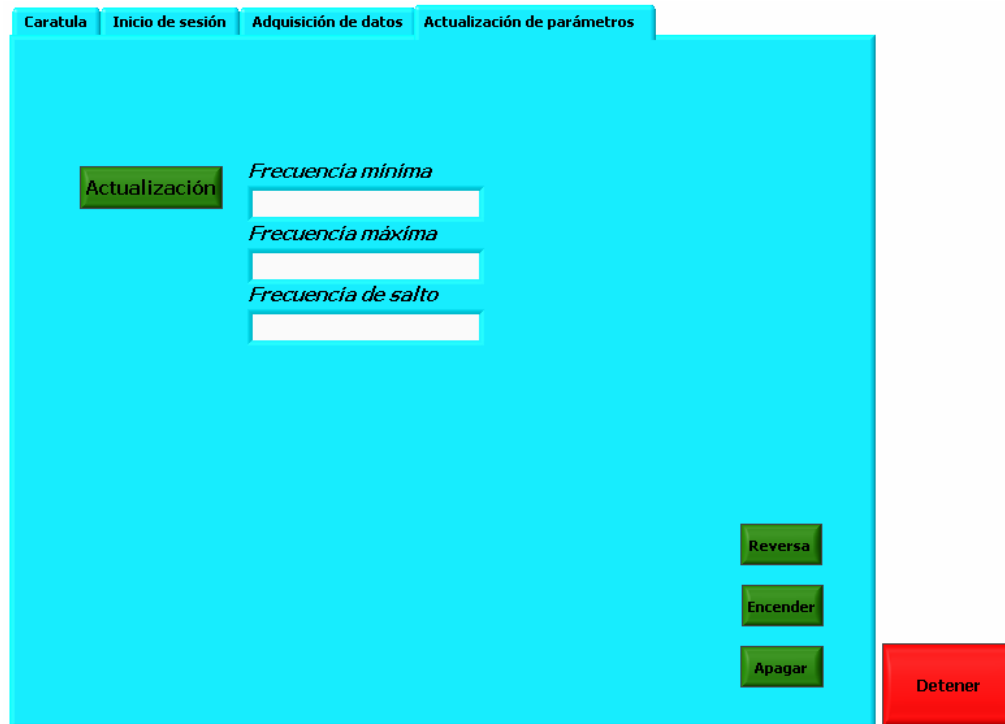 Caratula
Inicio de sesión
Adquisición de datos
Actualización de parámetros
Actualización
Frecuencia mínima
Frecuencia máxima
Frecuencia de salto
Reversa
Encender
Apagar
Detener